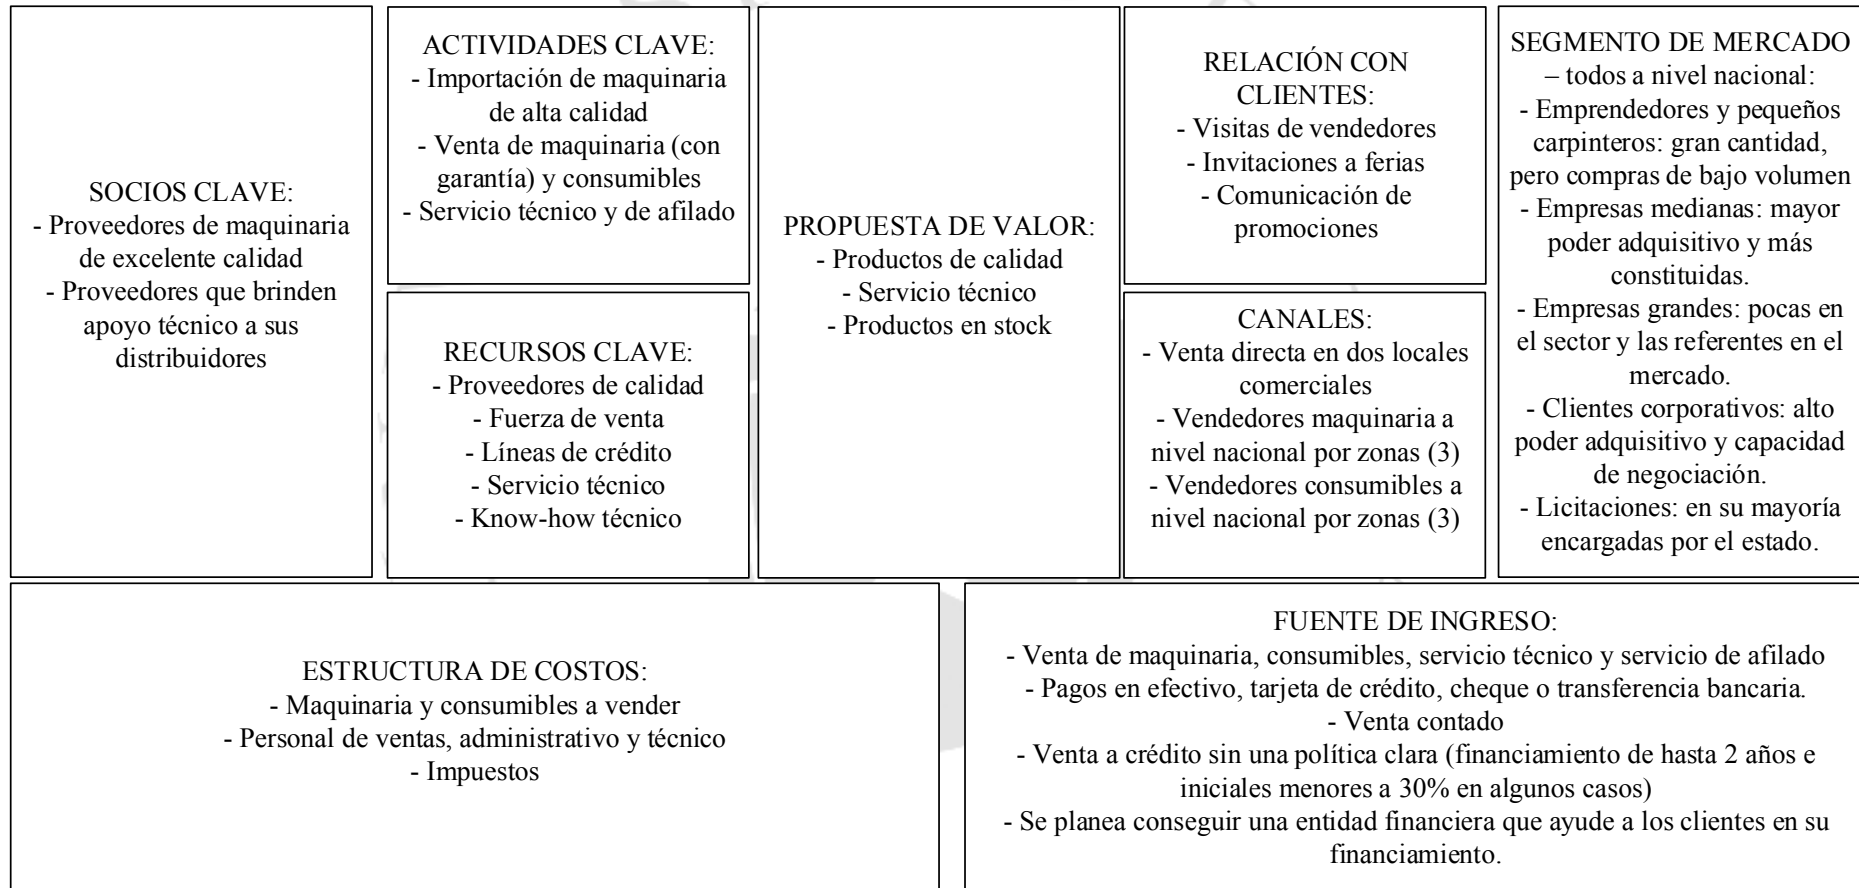 SOCIOS CLAVE:
- Proveedores de maquinaria
de excelente calidad
- Proveedores que brinden
apoyo técnico a sus
distribuidores
ACTIVIDADES CLAVE:
- Importación de maquinaria
de alta calidad
- Venta de maquinaria (con
garantía) y consumibles
- Servicio técnico y de afilado
RECURSOS CLAVE:
- Proveedores de calidad
- Fuerza de venta
- Líneas de crédito
- Servicio técnico
- Know-how técnico
PROPUESTA DE VALOR:
- Productos de calidad
- Servicio técnico
- Productos en stock
RELACIÓN CON
CLIENTES:
- Visitas de vendedores
- Invitaciones a ferias
- Comunicación de
promociones
CANALES:
- Venta directa en dos locales
comerciales
- Vendedores maquinaria a
nivel nacional por zonas (3)
- Vendedores consumibles a
nivel nacional por zonas (3)
SEGMENTO DE MERCADO
– todos a nivel nacional:
- Emprendedores y pequeños
carpinteros: gran cantidad,
pero compras de bajo volumen
- Empresas medianas: mayor
poder adquisitivo y más
constituidas.
- Empresas grandes: pocas en
el sector y las referentes en el
mercado.
- Clientes corporativos: alto
poder adquisitivo y capacidad
de negociación.
- Licitaciones: en su mayoría
encargadas por el estado.
ESTRUCTURA DE COSTOS:
- Maquinaria y consumibles a vender
- Personal de ventas, administrativo y técnico
- Impuestos
FUENTE DE INGRESO:
- Venta de maquinaria, consumibles, servicio técnico y servicio de afilado
- Pagos en efectivo, tarjeta de crédito, cheque o transferencia bancaria.
- Venta contado
- Venta a crédito sin una política clara (financiamiento de hasta 2 años e
iniciales menores a 30% en algunos casos)
- Se planea conseguir una entidad financiera que ayude a los clientes en su
financiamiento.